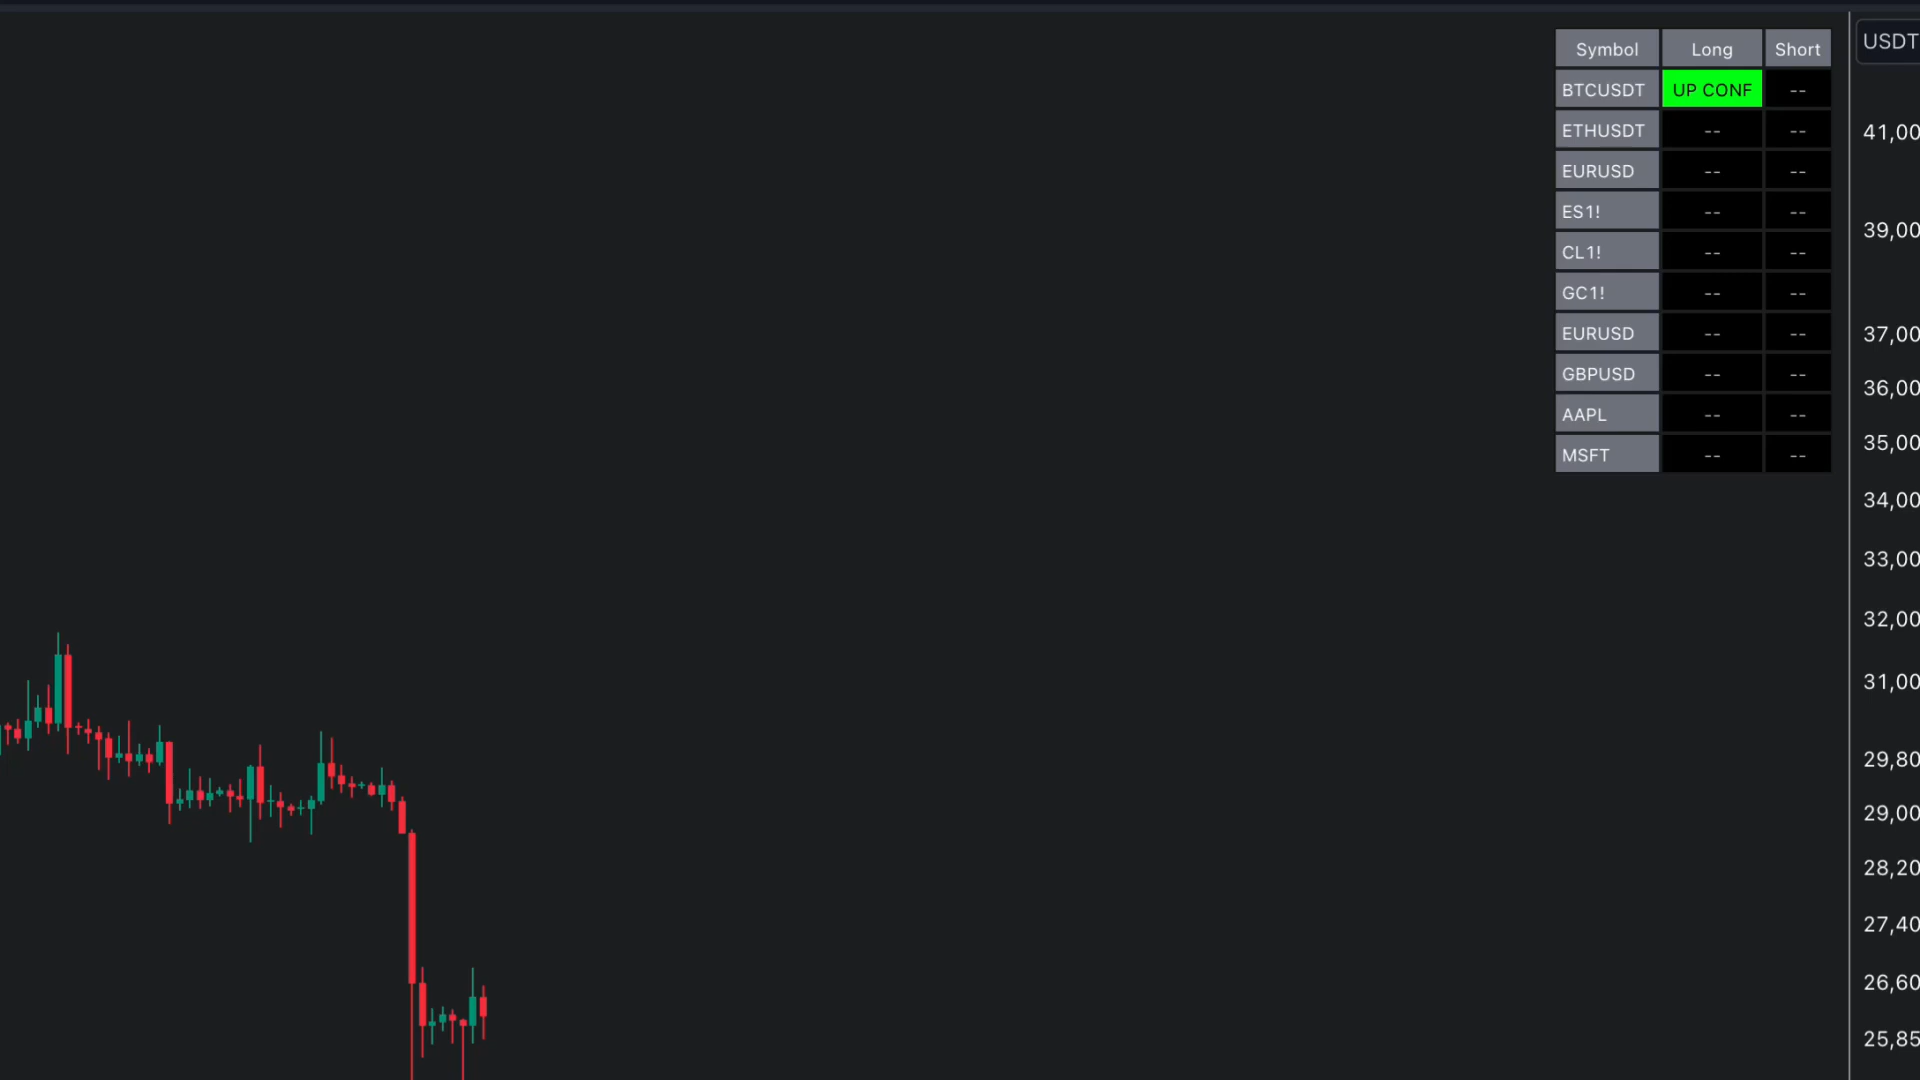 Symbol Long Short
BTCUSDT UP CONF --
ETHUSDT -- --
EURUSD -- --
ES1! -- --
CL1! -- --
GC1! -- --
EURUSD -- --
GBPUSD -- --
AAPL -- --
MSFT -- --
USDT
41,00
39,00
37,00
36,00
35,00
34,00
33,00
32,00
31,00
29,80
29,00
28,20
27,40
26,60
25,85